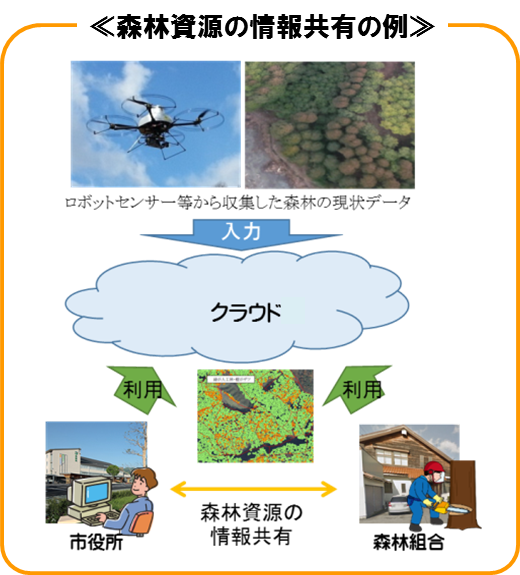 ≪森林資源の情報共有の例≫
ロボットセンサー等から収集した森林の現状データ
入力
クラウド
利用
利用
森林資源の
情報共有
市役所
森林組合